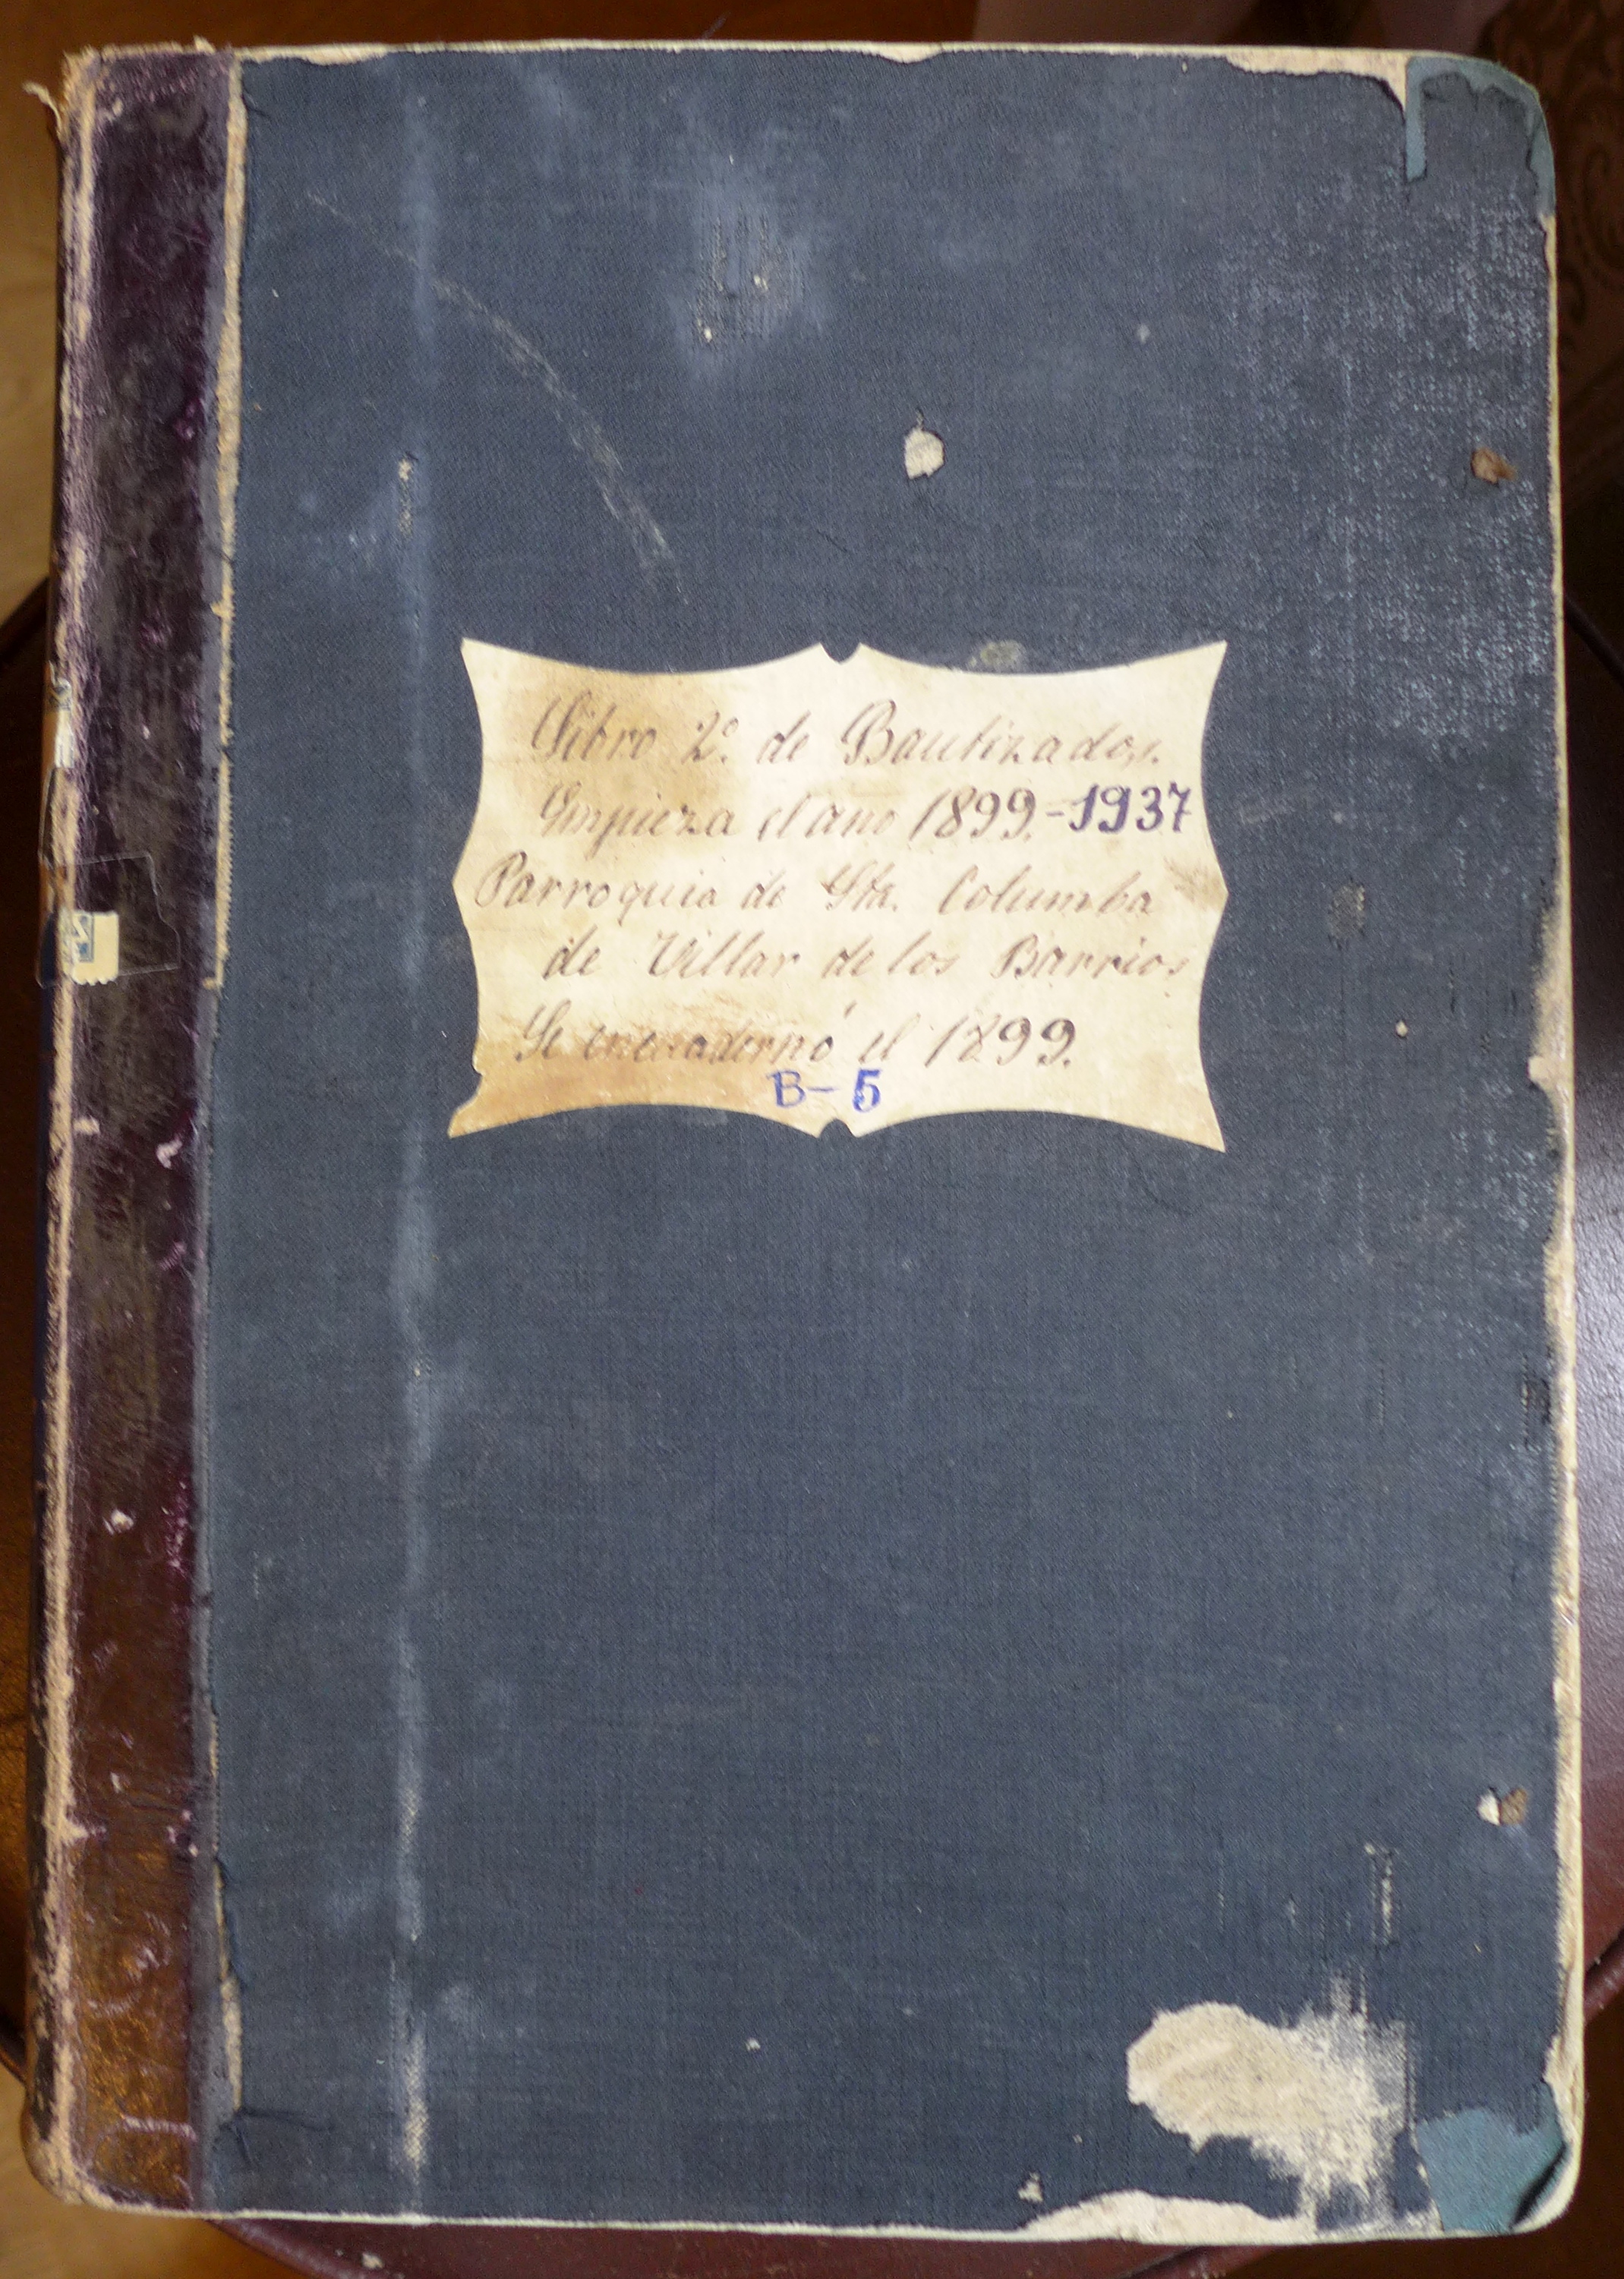 Libro 2º. de Bautizados.
Empieza el ano 1899.-1937
Parroquia de Sta. Columba
de Villar de los Barrios
Se encuadernó el 1899.
B-5